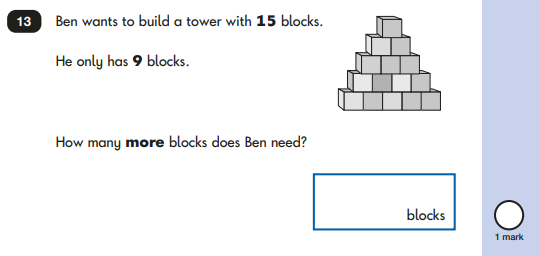 13 Ben wants to build a tower with 15 blocks.
He only has 9 blocks.
How many more blocks does Ben need?
blocks
1 mark